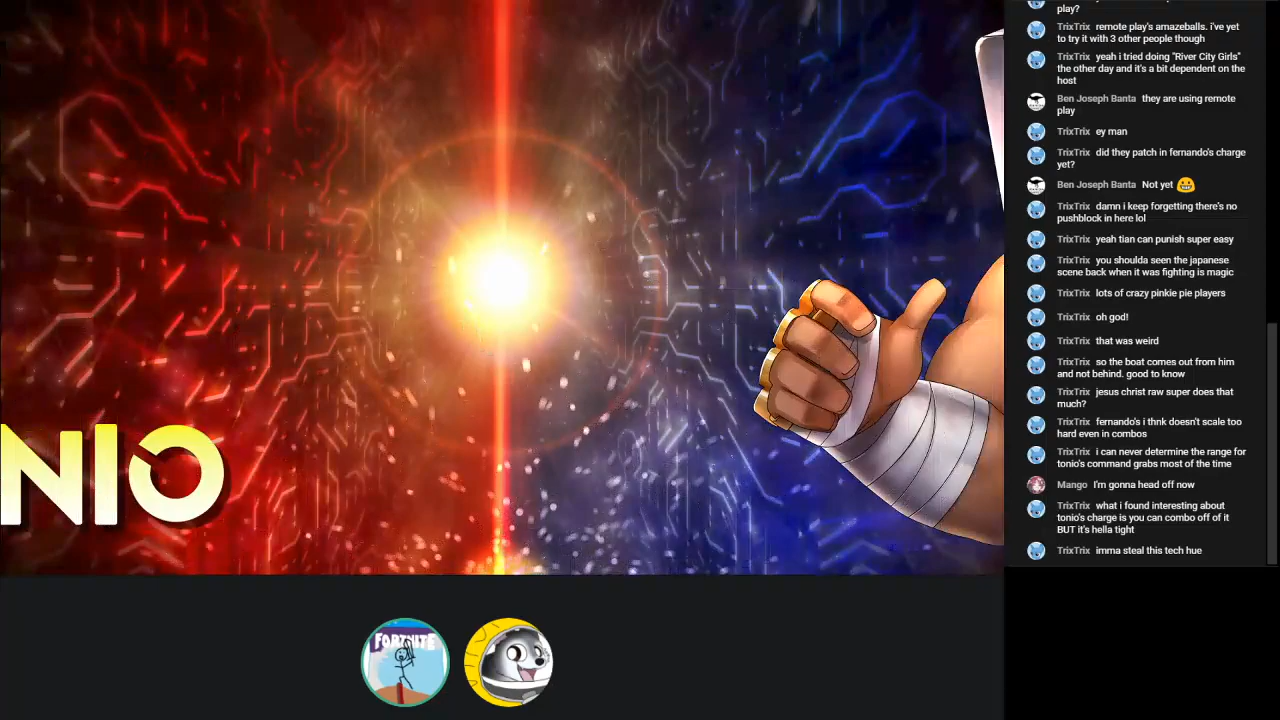 play?
TrixTrix remote play's amazeballs. i've yet
to try it with 3 other people though
TrixTrix yeah i tried doing "River City Girls"
the other day and it's a bit dependent on the
host
Ben Joseph Banta they are using remote
play
TrixTrix ey man
TrixTrix did they patch in fernando's charge
yet?
Ben Joseph Banta Not yet
TrixTrix damn i keep forgetting there's no
pushblock in here lol
TrixTrix yeah tian can punish super easy
TrixTrix you shoulda seen the japanese
scene back when it was fighting is magic
TrixTrix lots of crazy pinkie pie players
TrixTrix oh god!
TrixTrix that was weird
TrixTrix so the boat comes out from him
and not behind. good to know
TrixTrix jesus christ raw super does that
much?
TrixTrix fernando's i thnk doesn't scale too
hard even in combos
TrixTrix i can never determine the range for
tonio's command grabs most of the time
Mango I'm gonna head off now
TrixTrix what i found interesting about
tonio's charge is you can combo off of it
BUT it's hella tight
TrixTrix imma steal this tech hue
NIO
FORTNITE